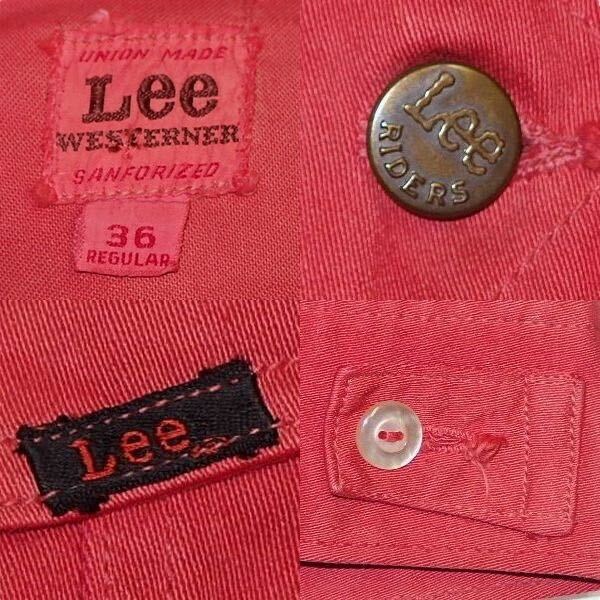 UNION MADE
Lee
WESTERNER
SANFORIZED
36
REGULAR
Lee
RIDERS
Lee